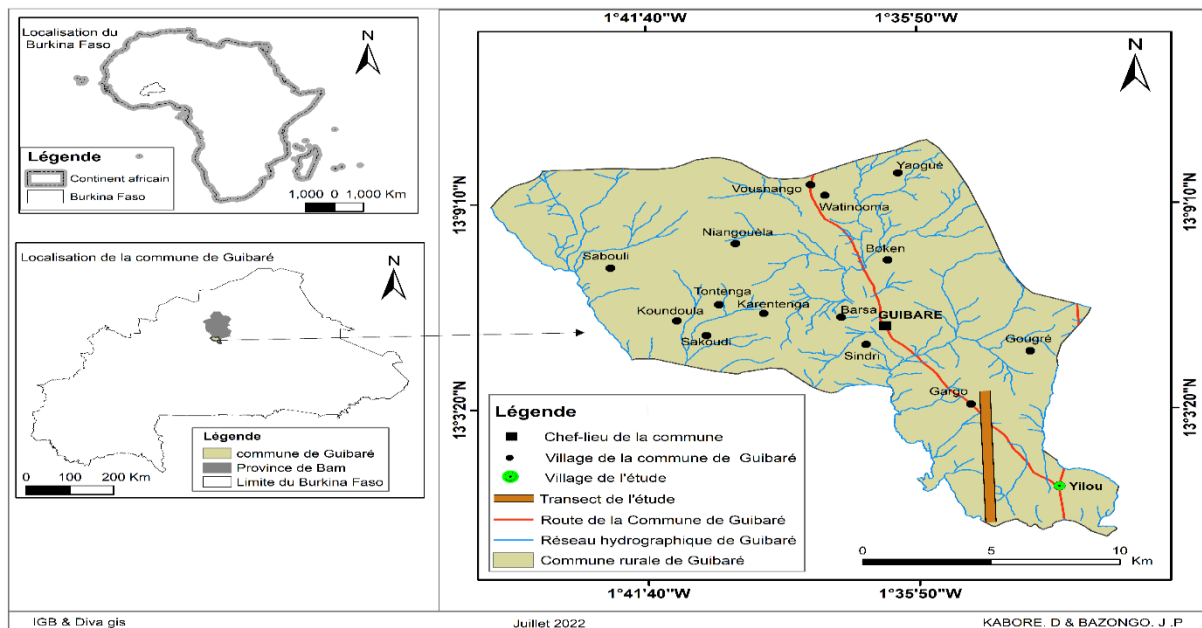 Localisation du
Burkina Faso
N
Légende
Continent africain
Burkina Faso
1,000 0 1,000 Km
Localisation de la commune de Guibaré
N
Légende
commune de Guibaré
Province de Bam
Limite du Burkina Faso
0 100 200 Km
1°41'40"W 1°35'50"W
N
13°9'10"N
13°9'1"N
13°3'20"N
13°3'20"N
Yaogué
Vousnango
Watinooma
Niangouèla
Boken
Sabouli
Tontenga
Karentenga
Barsa
GUIBARE
Koundoula
Sakoudi
Sindri
Gougré
Gargo
Yilou
Légende
Chef-lieu de la commune
Village de la commune de Guibaré
Village de l'étude
Transect de l'étude
Route de la Commune de Guibaré
Réseau hydrographique de Guibaré
Commune rurale de Guibaré
0 5 10
Km
1°41'40"W 1°35'50"W
IGB & Diva gis Juillet 2022 KABORE. D & BAZONGO. J .P